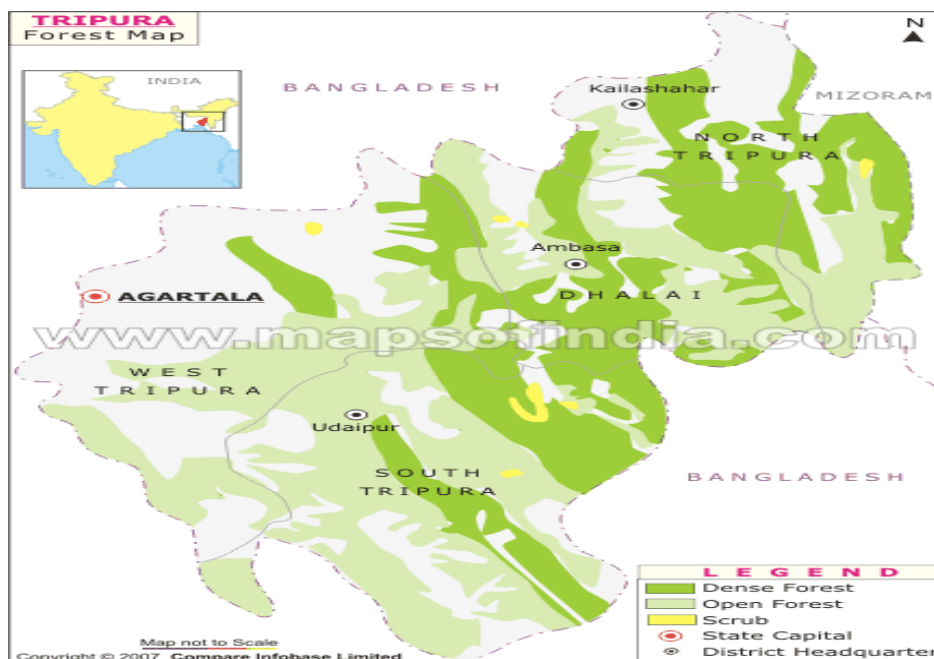 TRIPURA
Forest Map
N
INDIA
BANGLADESH
Kailashahar
MIZORAM
NORTH
TRIPURA
Ambasa
AGARTALA
DHALAI
www.mapsofindia.com
WEST
TRIPURA
Udaipur
SOUTH
TRIPURA
BANGLADESH
LEGEND
Dense Forest
Open Forest
Scrub
State Capital
District Headquarter
Map not to Scale
Copyright © 2007 Compare Infobase Limited